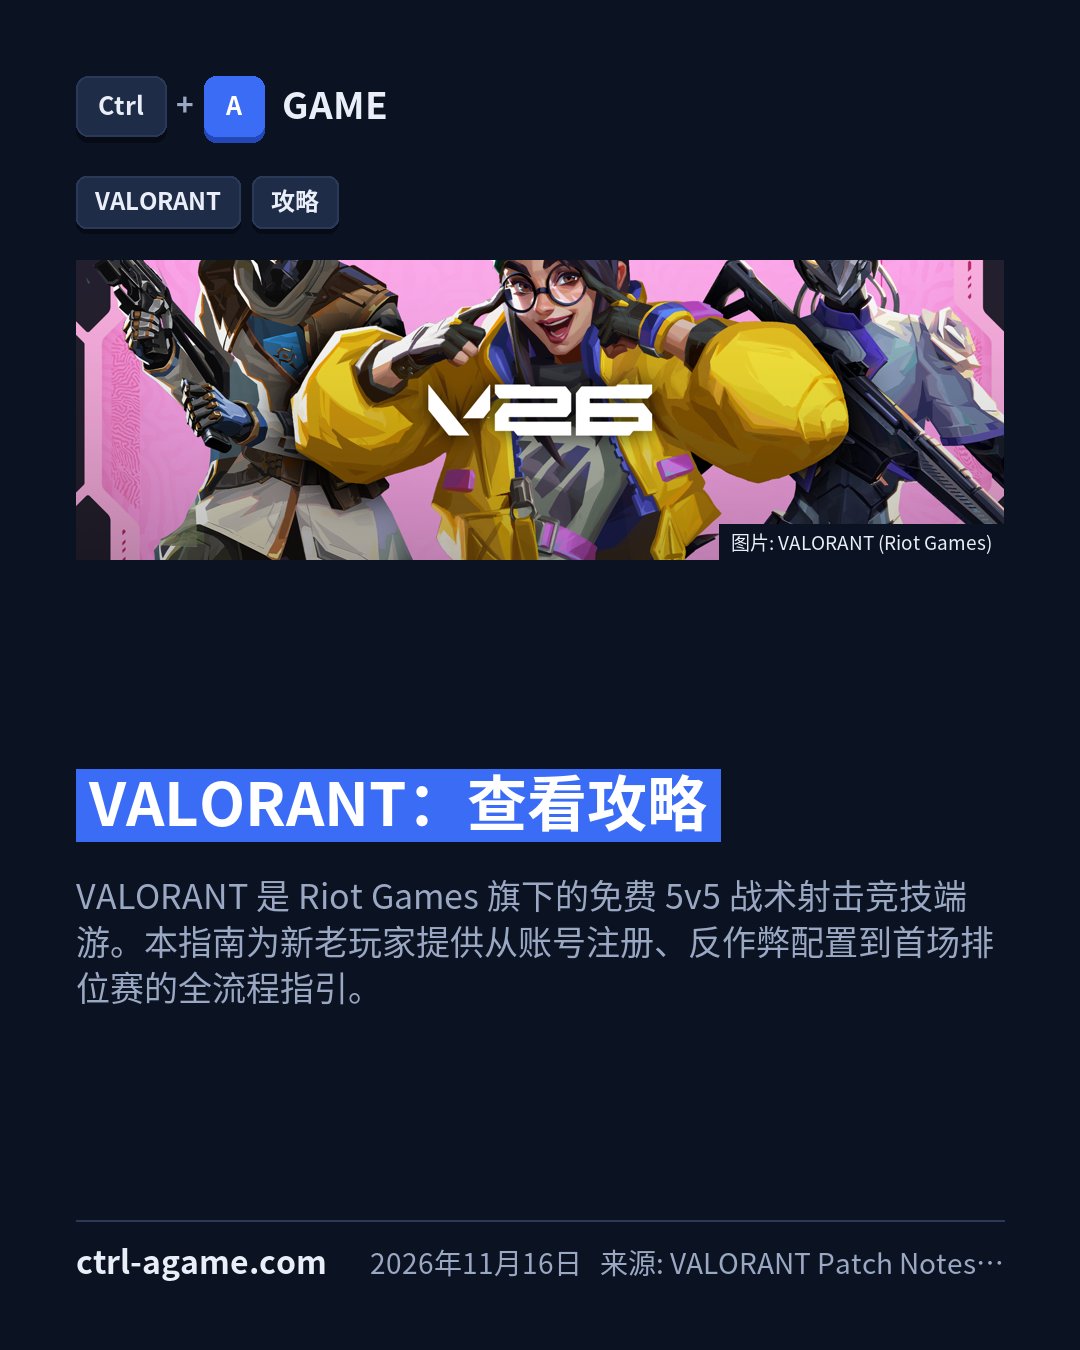 Ctrl + A GAME
VALORANT 攻略
V26
图片: VALORANT (Riot Games)
VALORANT：查看攻略
VALORANT 是 Riot Games 旗下的免费 5v5 战术射击竞技端
游。本指南为新老玩家提供从账号注册、反作弊配置到首场排
位赛的全流程指引。
ctrl-agame.com 2026年11月16日 来源: VALORANT Patch Notes…